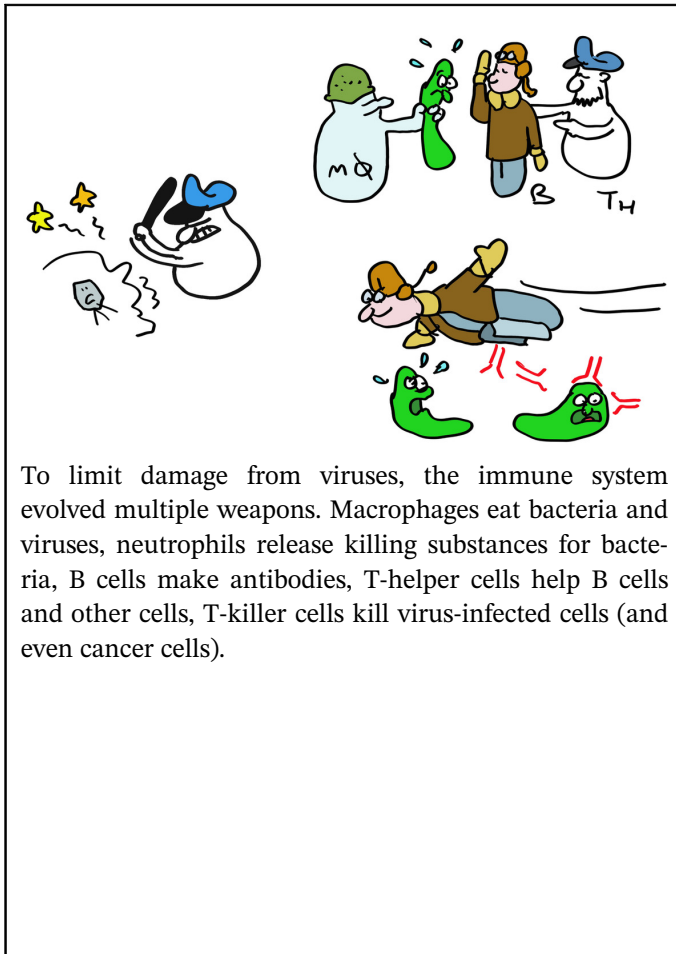 mØ
B
TH
To limit damage from viruses, the immune system
evolved multiple weapons. Macrophages eat bacteria and
viruses, neutrophils release killing substances for bacte-
ria, B cells make antibodies, T-helper cells help B cells
and other cells, T-killer cells kill virus-infected cells (and
even cancer cells).